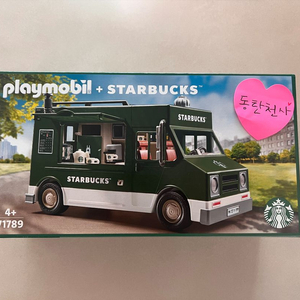 playmobil + STARBUCKS
동탄천사
STARBUCKS
STARBUCKS
4+
71789